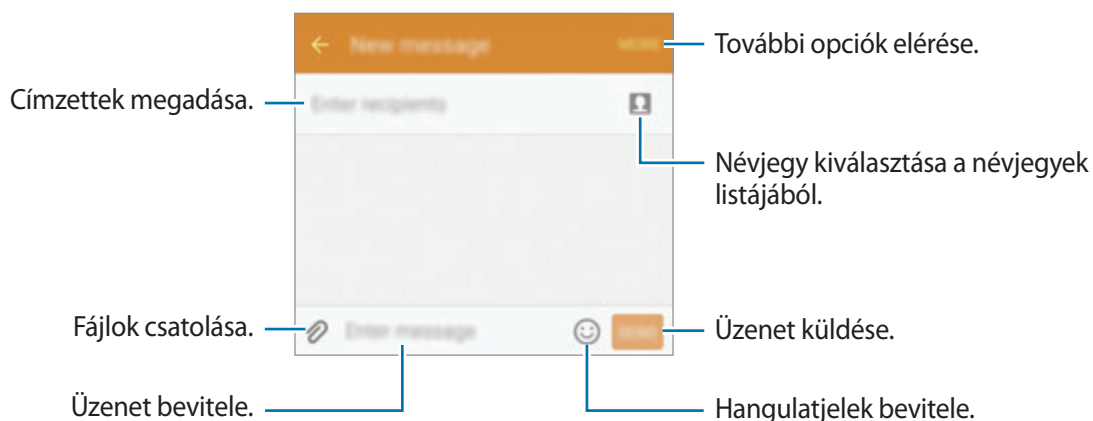 New message
MORE
További opciók elérése.
Címzettek megadása.
Enter recipients
Névjegy kiválasztása a névjegyek
listájából.
Fájlok csatolása.
Enter message
SEND
Üzenet küldése.
Üzenet bevitele.
Hangulatjelek bevitele.